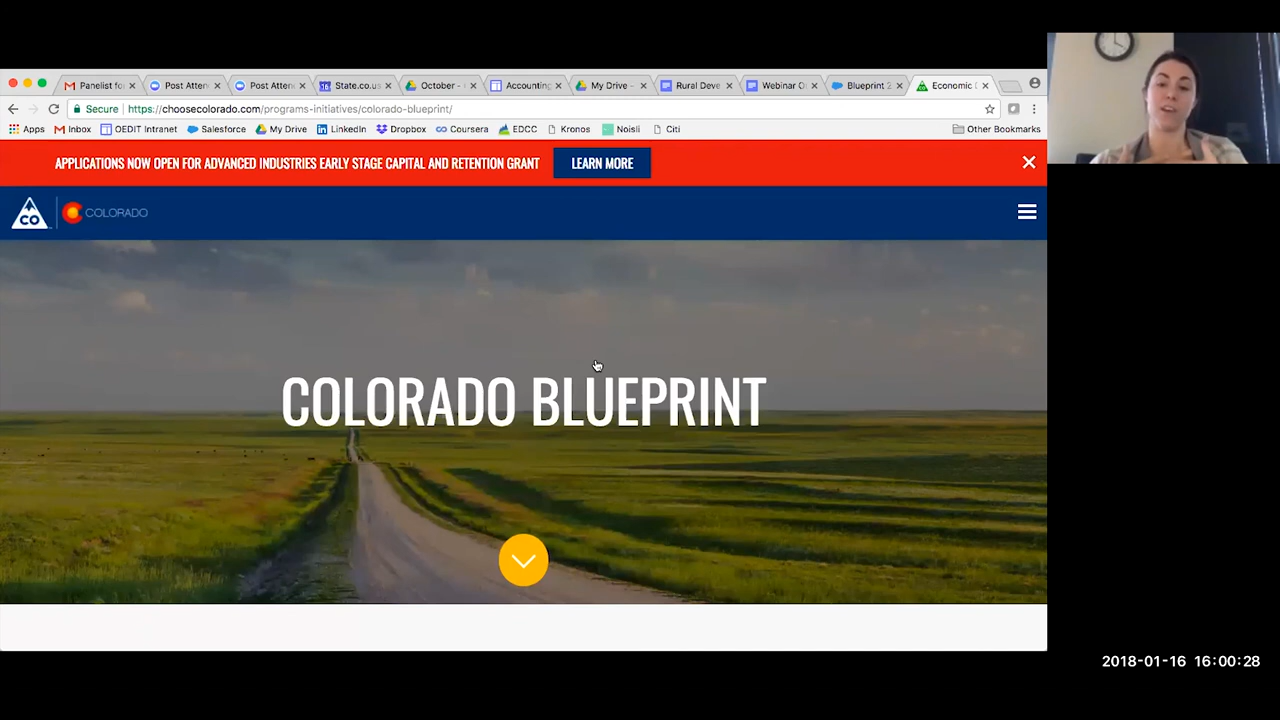 Panelist fo
Post Atten
Post Atten
State.co.us
October -
Accounting
My Drive -
Rural Deve
Webinar O
Blueprint 2
Economic D
Secure
https://choosecolorado.com/programs-initiatives/colorado-blueprint/
Apps
Inbox
OEDIT Intranet
Salesforce
My Drive
LinkedIn
Dropbox
Coursera
EDCC
Kronos
Noisli
Citi
Other Bookmarks
APPLICATIONS NOW OPEN FOR ADVANCED INDUSTRIES EARLY STAGE CAPITAL AND RETENTION GRANT
LEARN MORE
CO
COLORADO
COLORADO BLUEPRINT
2018-01-16 16:00:28